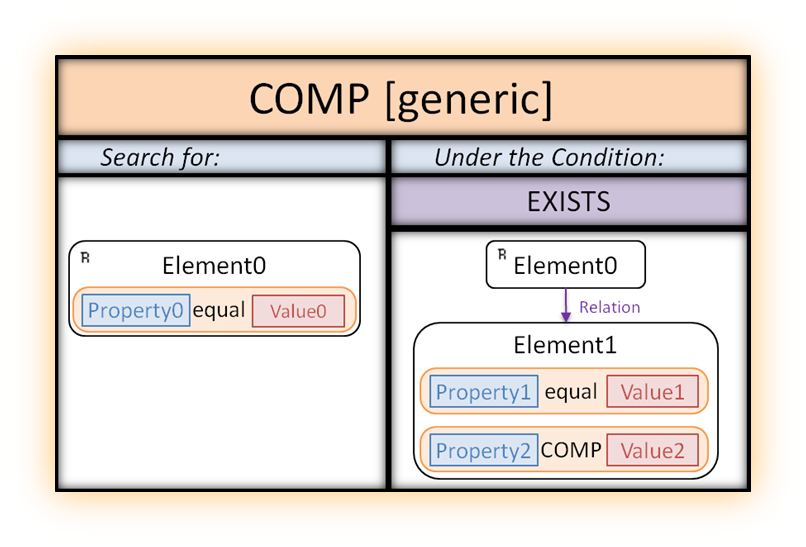 COMP [generic]
Search for:
Under the Condition:
EXISTS
R Element0
Property0 equal Value0
R Element0
Relation
Element1
Property1 equal Value1
Property2 COMP Value2